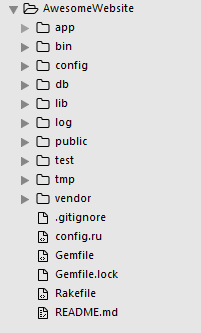 AwesomeWebsite
app
bin
config
db
lib
log
public
test
tmp
vendor
.gitignore
config.ru
Gemfile
Gemfile.lock
Rakefile
README.md